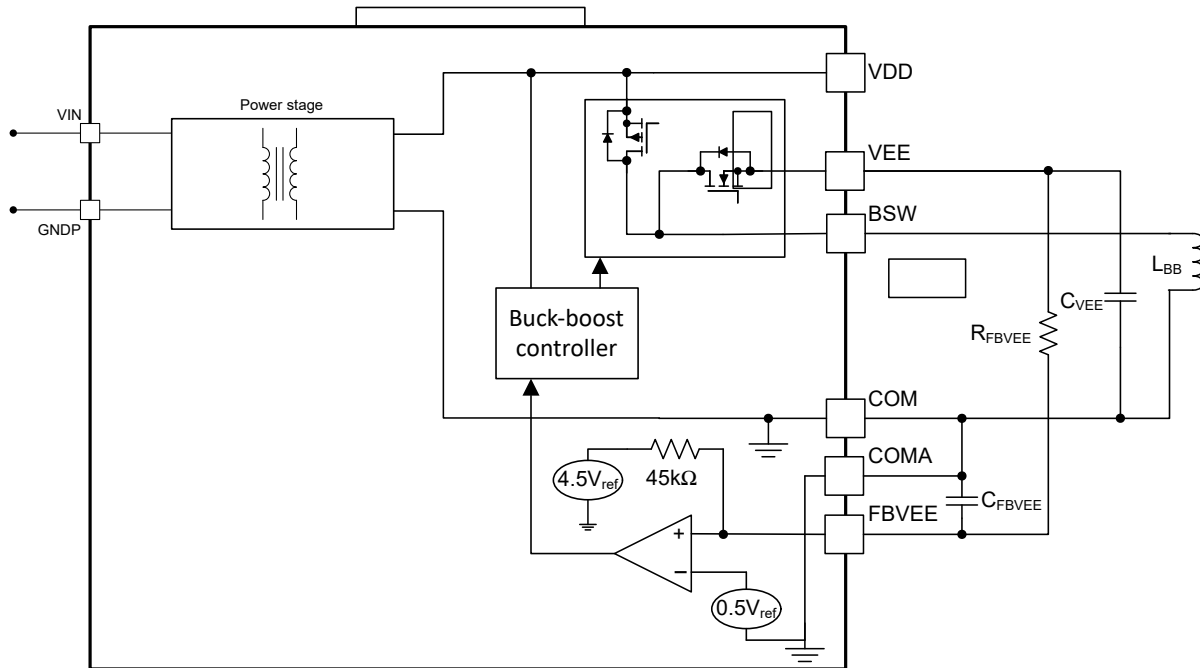 VDD
Power stage
VIN
VEE
BSW
GNDP
LBB
CVEE
Buck-boost
controller
RFBVEE
COM
COMA
4.5Vref
45kΩ
CFBVEE
FBVEE
+
−
0.5Vref